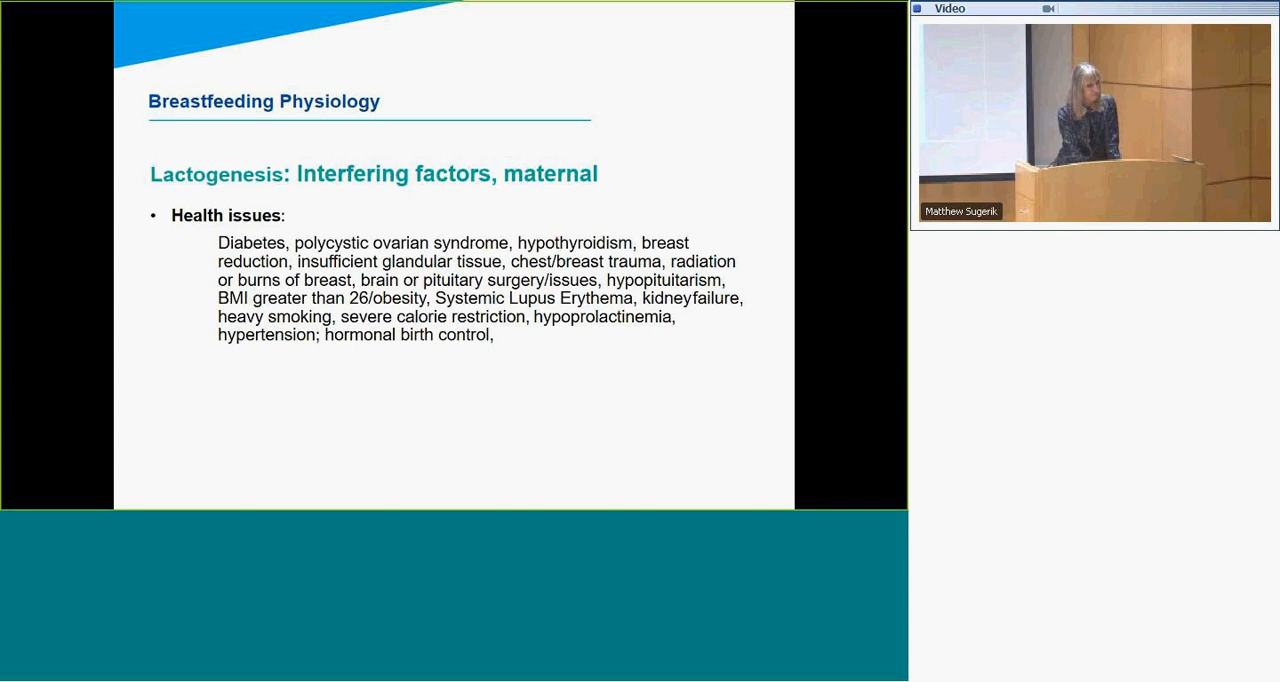 Breastfeeding Physiology
Lactogenesis: Interfering factors, maternal
• Health issues:
Diabetes, polycystic ovarian syndrome, hypothyroidism, breast
reduction, insufficient glandular tissue, chest/breast trauma, radiation
or burns of breast, brain or pituitary surgery/issues, hypopituitarism,
BMI greater than 26/obesity, Systemic Lupus Erythema, kidneyfailure,
heavy smoking, severe calorie restriction, hypoprolactinemia,
hypertension; hormonal birth control,
Video
Matthew Sugerik